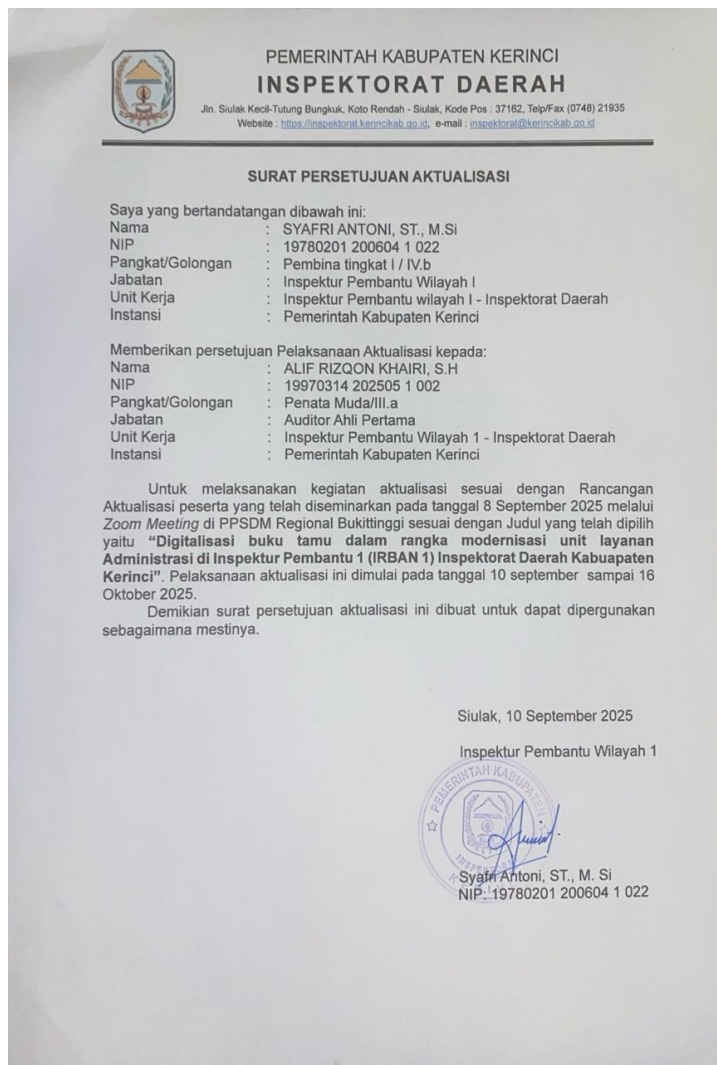 PEMERINTAH KABUPATEN KERINCI
INSPEKTORAT DAERAH
Jln. Siulak Kecil-Tutung Bungkuk, Koto Rendah - Siulak, Kode Pos : 37162, Telp/Fax (0748) 21935
Website : https://inspektorat.kerincikab.go.id, e-mail : inspektorat@kerincikab.go.id
SURAT PERSETUJUAN AKTUALISASI
Saya yang bertandatangan dibawah ini:
Nama : SYAFRI ANTONI, ST., M.Si
NIP : 19780201 200604 1 022
Pangkat/Golongan : Pembina tingkat I / IV.b
Jabatan : Inspektur Pembantu Wilayah I
Unit Kerja : Inspektur Pembantu wilayah I - Inspektorat Daerah
Instansi : Pemerintah Kabupaten Kerinci
Memberikan persetujuan Pelaksanaan Aktualisasi kepada:
Nama : ALIF RIZQON KHAIRI, S.H
NIP : 19970314 202505 1 002
Pangkat/Golongan : Penata Muda/III.a
Jabatan : Auditor Ahli Pertama
Unit Kerja : Inspektur Pembantu Wilayah 1 - Inspektorat Daerah
Instansi : Pemerintah Kabupaten Kerinci
Untuk melaksanakan kegiatan aktualisasi sesuai dengan Rancangan
Aktualisasi peserta yang telah diseminarkan pada tanggal 8 September 2025 melalui
Zoom Meeting di PPSDM Regional Bukittinggi sesuai dengan Judul yang telah dipilih
yaitu “Digitalisasi buku tamu dalam rangka modernisasi unit layanan
Administrasi di Inspektur Pembantu 1 (IRBAN 1) Inspektorat Daerah Kabuapaten
Kerinci”. Pelaksanaan aktualisasi ini dimulai pada tanggal 10 september sampai 16
Oktober 2025.
Demikian surat persetujuan aktualisasi ini dibuat untuk dapat dipergunakan
sebagaimana mestinya.
Siulak, 10 September 2025
Inspektur Pembantu Wilayah 1
PEMERINTAH KABUPATEN
Syafri Antoni, ST., M. Si
NIP. 19780201 200604 1 022